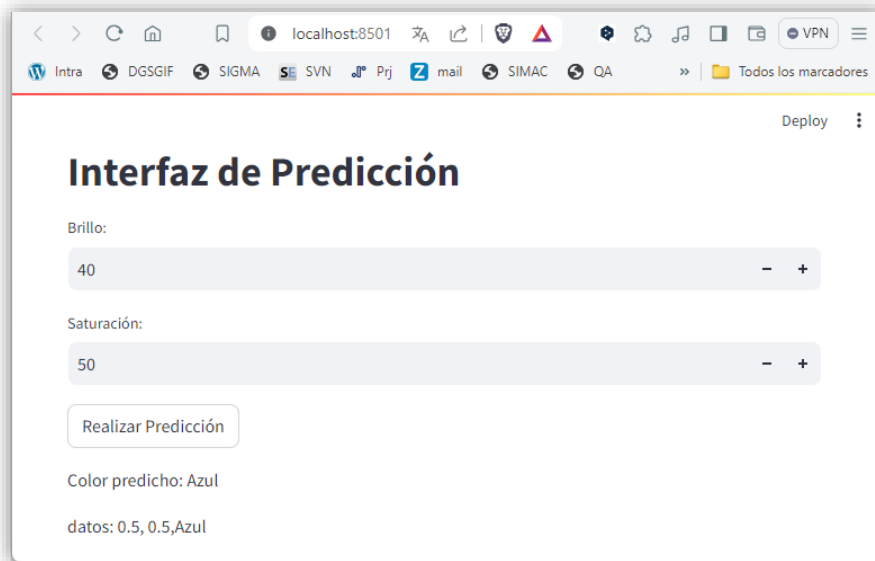 localhost:8501 VPN
Intra DGSGIF SIGMA SE SVN Prj Z mail SIMAC QA » Todos los marcadores
Deploy
Interfaz de Predicción
Brillo:
40 - +
Saturación:
50 - +
Realizar Predicción
Color predicho: Azul
datos: 0.5, 0.5,Azul